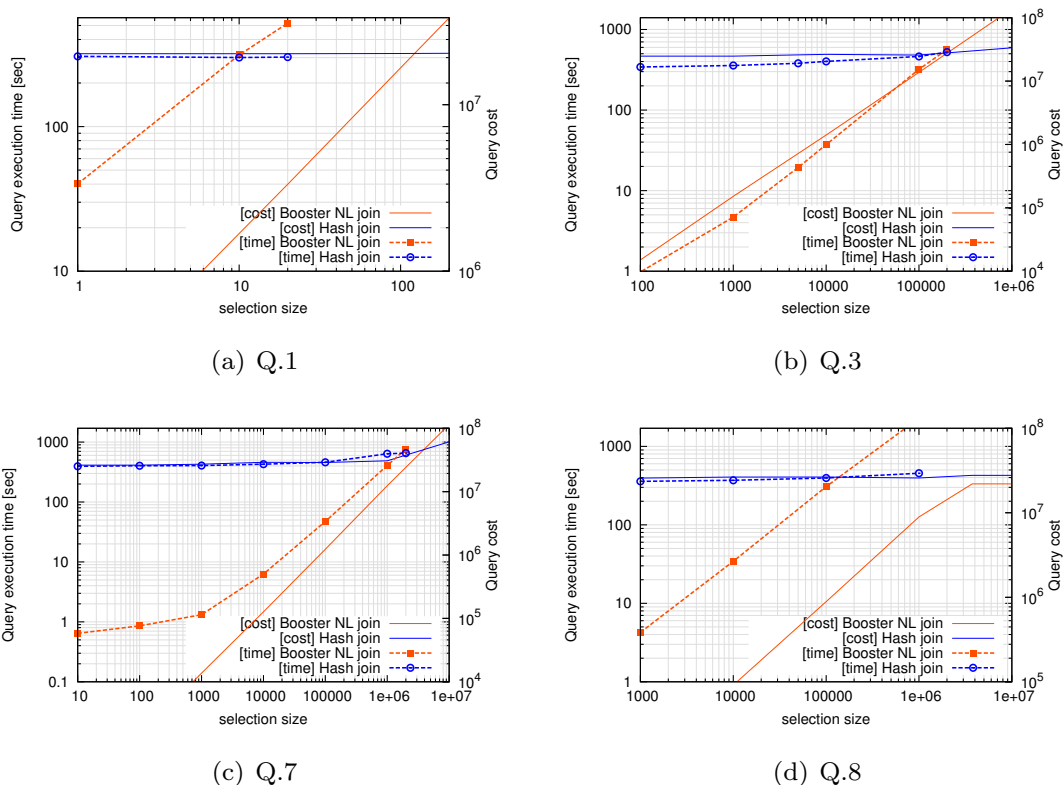 Query execution time [sec]
100
10
10^7
10^6
Query cost
[cost] Booster NL join
[cost] Hash join
[time] Booster NL join
[time] Hash join
1
10
100
selection size
(a) Q.1
Query execution time [sec]
1000
100
10
1
10^8
10^7
10^6
10^5
10^4
Query cost
[cost] Booster NL join
[cost] Hash join
[time] Booster NL join
[time] Hash join
100
1000
10000
100000
1e+06
selection size
(b) Q.3
Query execution time [sec]
1000
100
10
1
0.1
10^8
10^7
10^6
10^5
10^4
Query cost
[cost] Booster NL join
[cost] Hash join
[time] Booster NL join
[time] Hash join
10
100
1000
10000
100000
1e+06
1e+07
selection size
(c) Q.7
Query execution time [sec]
1000
100
10
1
10^8
10^7
10^6
10^5
Query cost
[cost] Booster NL join
[cost] Hash join
[time] Booster NL join
[time] Hash join
1000
10000
100000
1e+06
1e+07
selection size
(d) Q.8